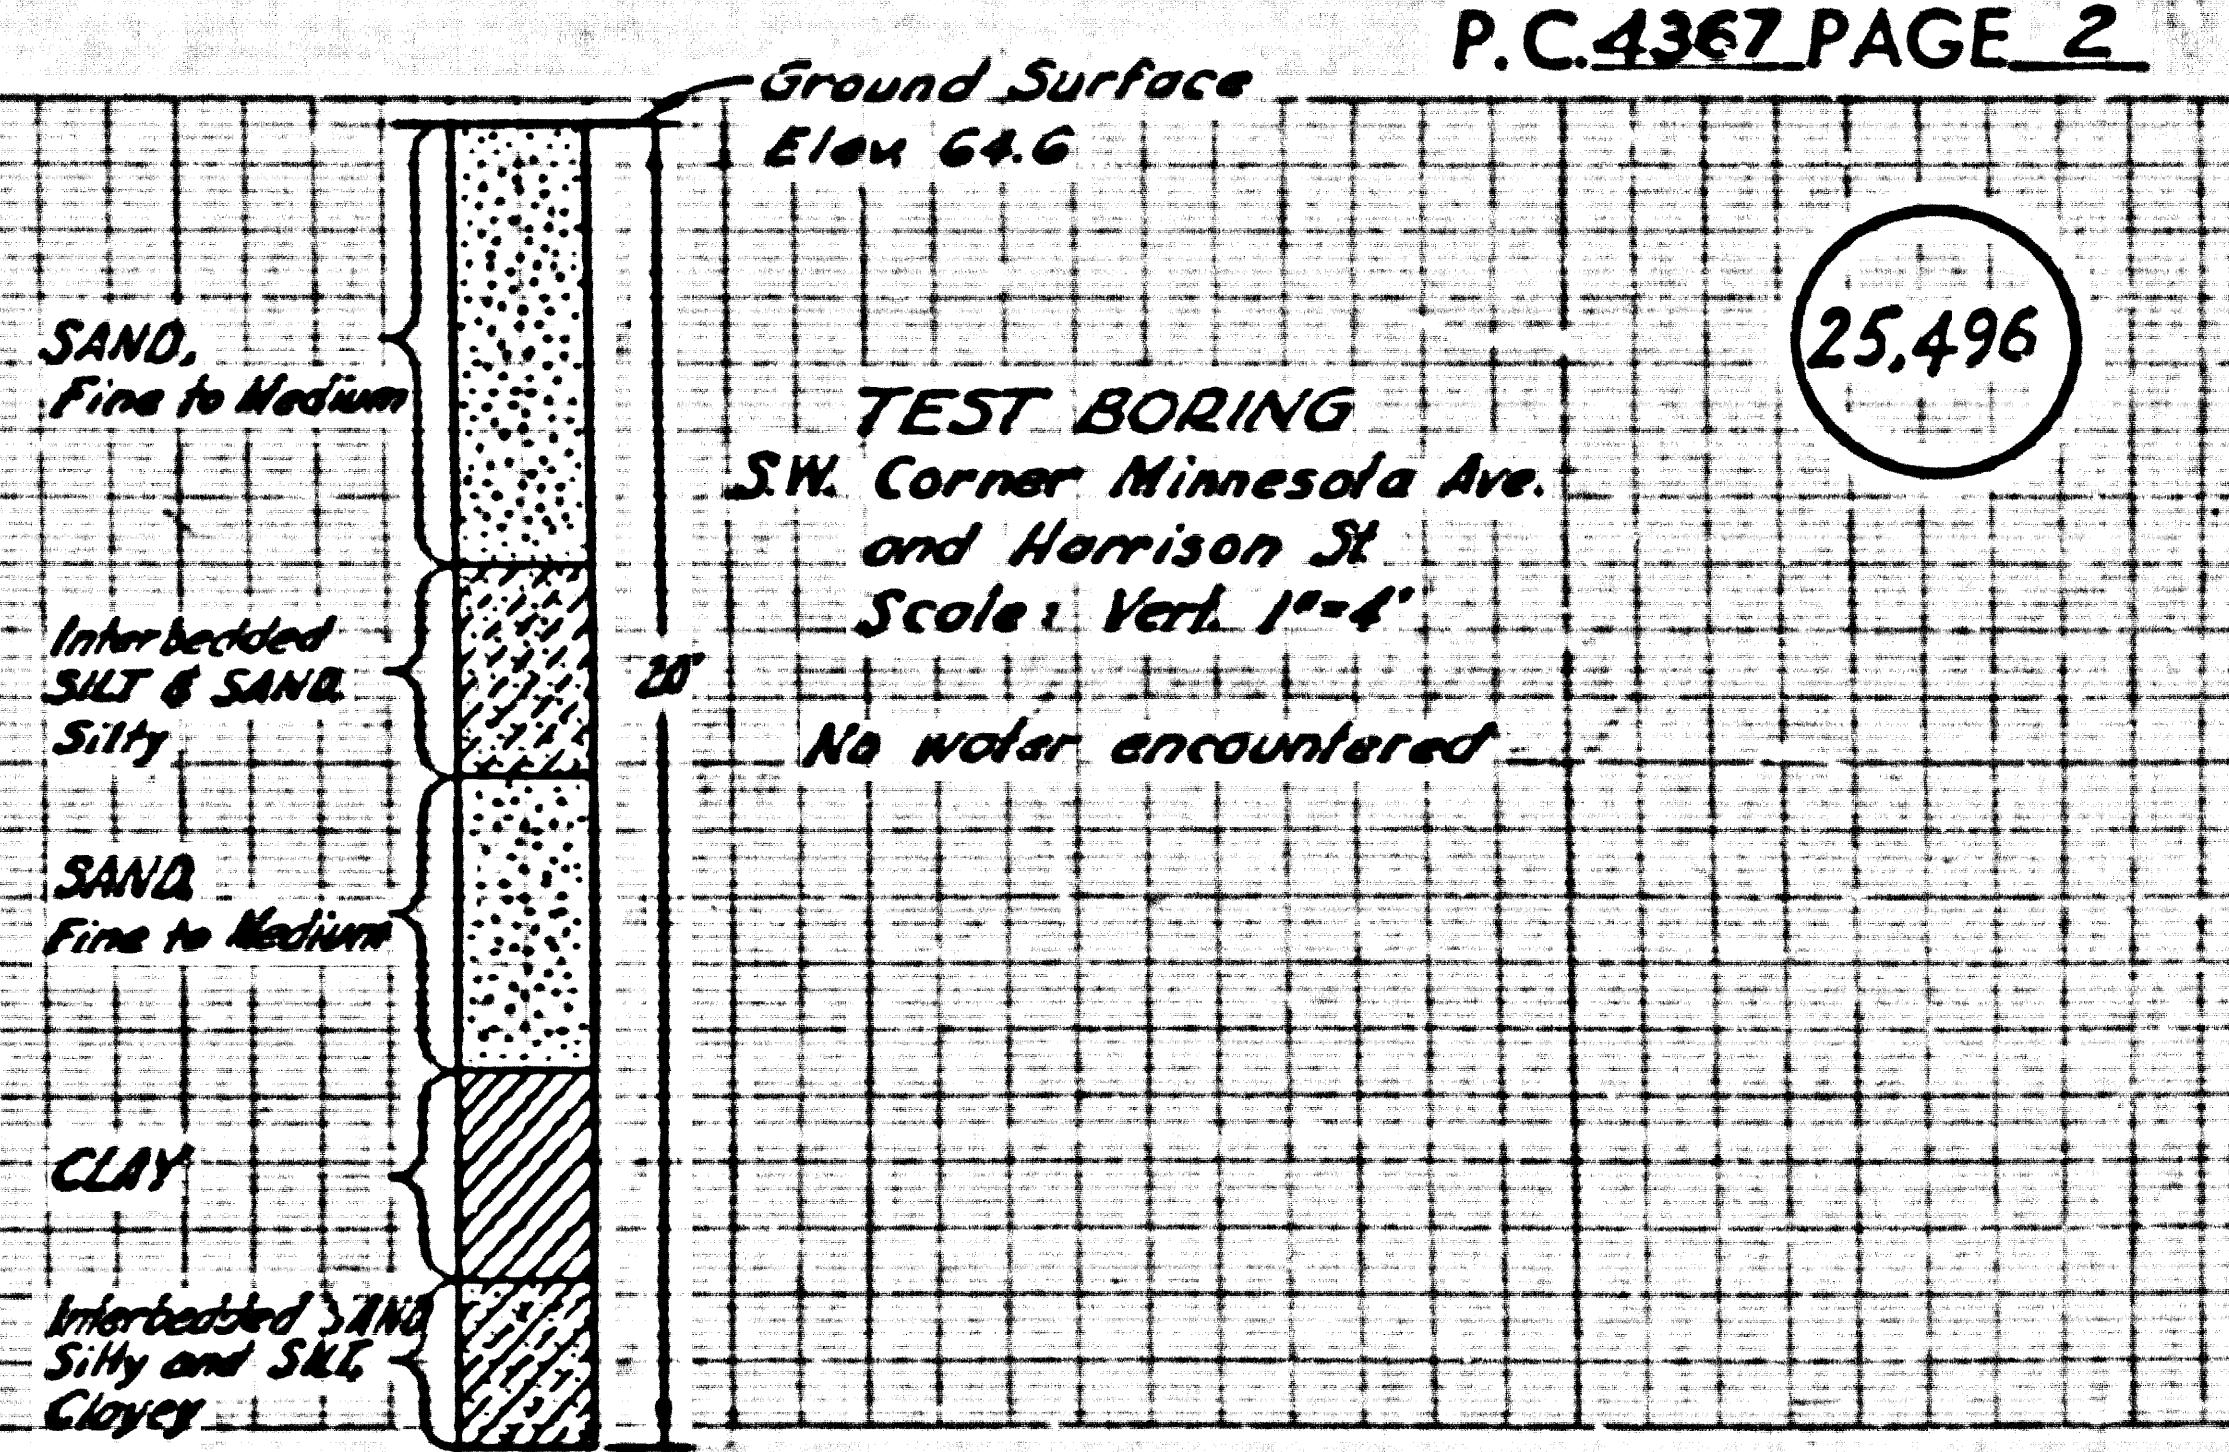 P.C. 4367 PAGE 2
Ground Surface
Elev. 64.6
25,496
SAND,
Fine to Medium
TEST BORING
S.W. Corner Minnesota Ave.
and Harrison St
Scale: Vert. 1"=4'
Interbedded
SILT & SAND,
Silty
20'
No water encountered
SAND,
Fine to Medium
CLAY
Interbedded SAND,
Silty and SILT,
Clayey